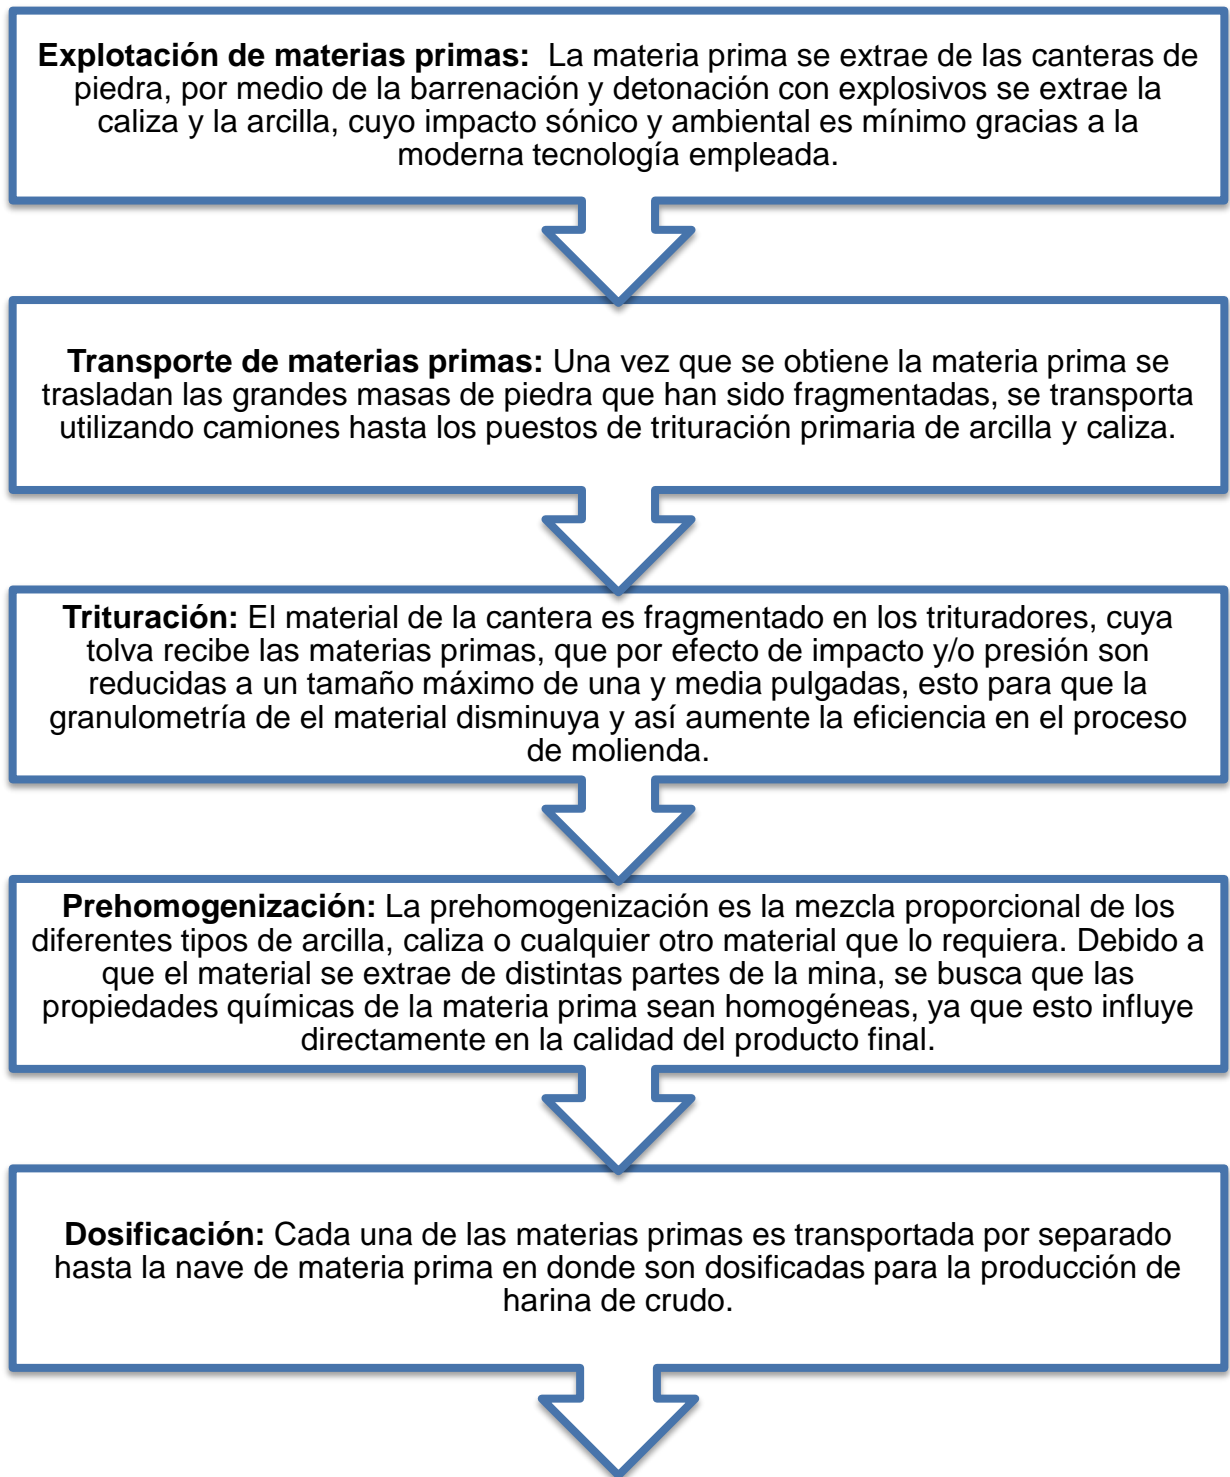 Explotación de materias primas: La materia prima se extrae de las canteras de
piedra, por medio de la barrenación y detonación con explosivos se extrae la
caliza y la arcilla, cuyo impacto sónico y ambiental es mínimo gracias a la
moderna tecnología empleada.
Transporte de materias primas: Una vez que se obtiene la materia prima se
trasladan las grandes masas de piedra que han sido fragmentadas, se transporta
utilizando camiones hasta los puestos de trituración primaria de arcilla y caliza.
Trituración: El material de la cantera es fragmentado en los trituradores, cuya
tolva recibe las materias primas, que por efecto de impacto y/o presión son
reducidas a un tamaño máximo de una y media pulgadas, esto para que la
granulometría de el material disminuya y así aumente la eficiencia en el proceso
de molienda.
Prehomogenización: La prehomogenización es la mezcla proporcional de los
diferentes tipos de arcilla, caliza o cualquier otro material que lo requiera. Debido a
que el material se extrae de distintas partes de la mina, se busca que las
propiedades químicas de la materia prima sean homogéneas, ya que esto influye
directamente en la calidad del producto final.
Dosificación: Cada una de las materias primas es transportada por separado
hasta la nave de materia prima en donde son dosificadas para la producción de
harina de crudo.